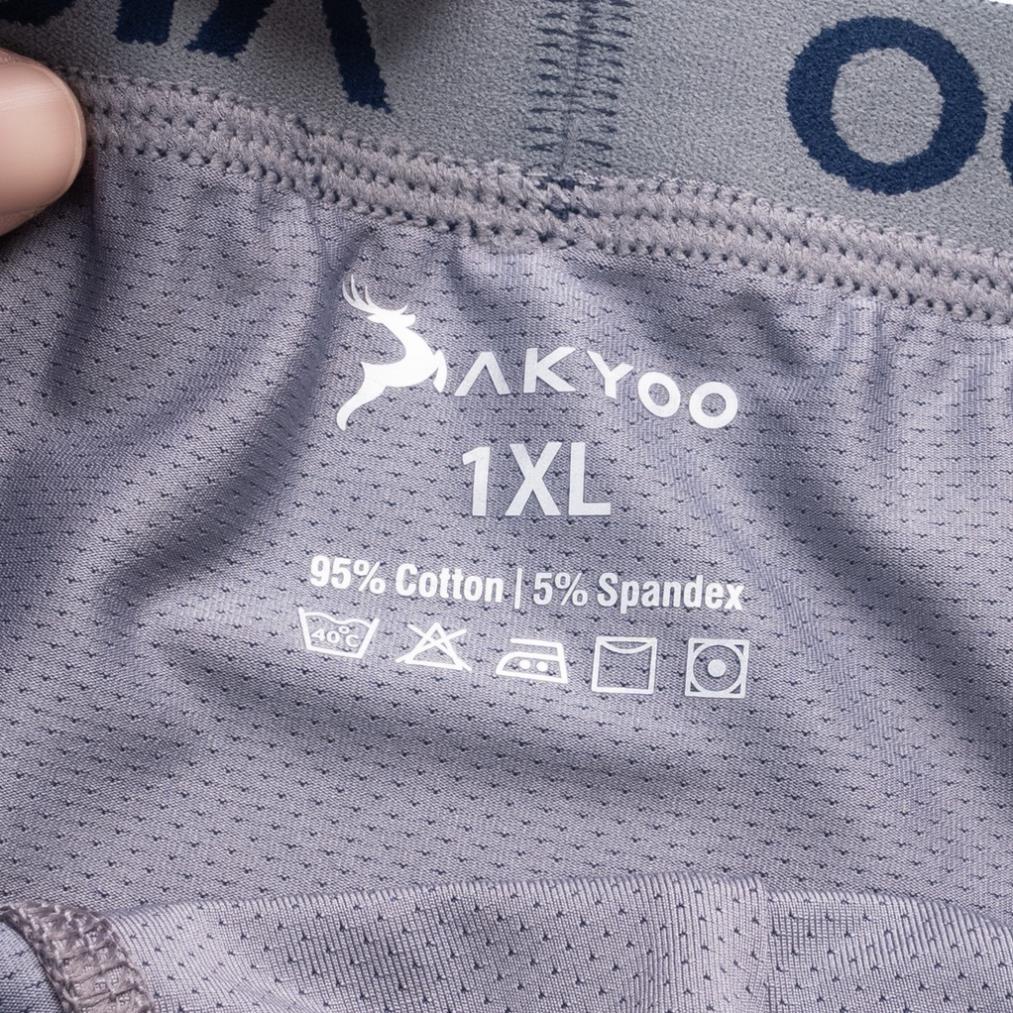 AKYOO
1XL
95% Cotton | 5% Spandex
40°C